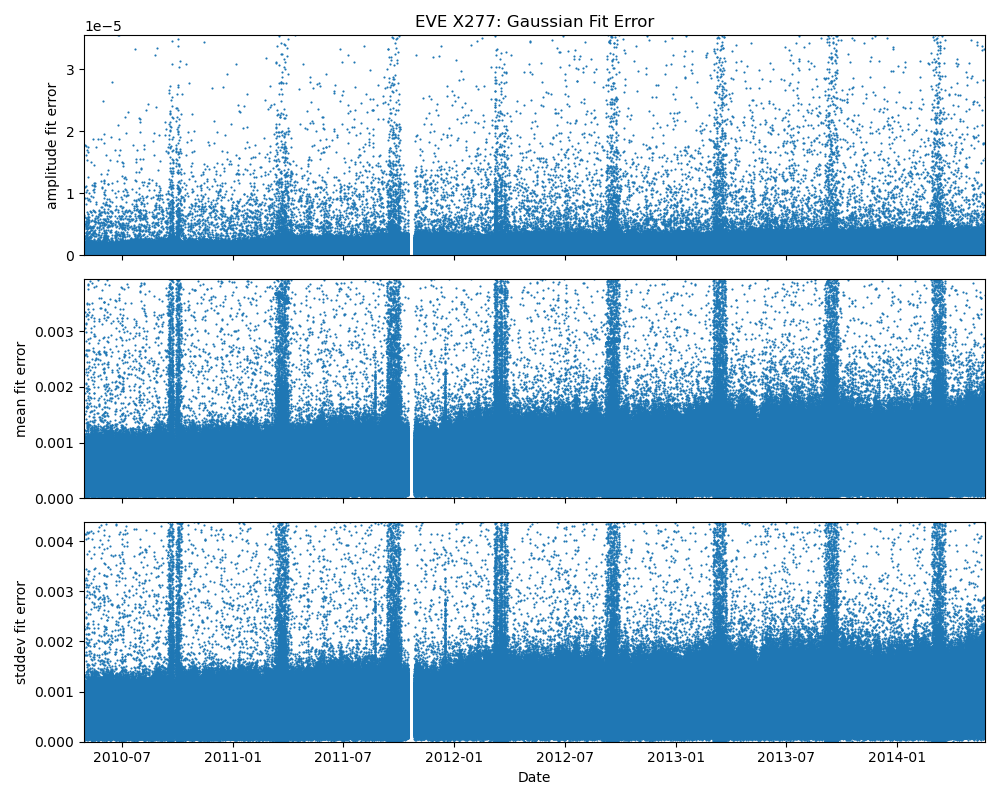 EVE X277: Gaussian Fit Error
1e−5
3
2
1
0
amplitude fit error
0.003
0.002
0.001
0.000
mean fit error
0.004
0.003
0.002
0.001
0.000
stddev fit error
2010-07 2011-01 2011-07 2012-01 2012-07 2013-01 2013-07 2014-01
Date